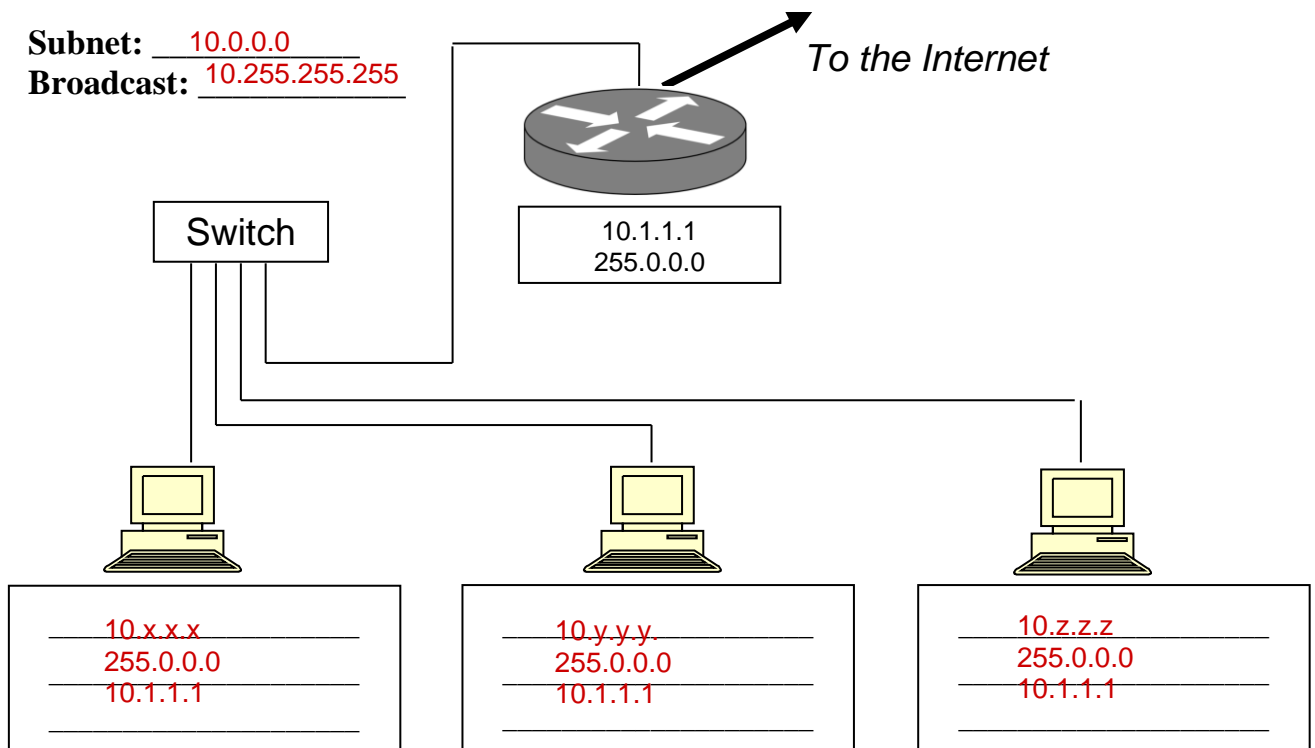 Subnet: 10.0.0.0
Broadcast: 10.255.255.255
To the Internet
Switch
10.1.1.1
255.0.0.0
10.x.x.x
255.0.0.0
10.1.1.1
10.y.y.y.
255.0.0.0
10.1.1.1
10.z.z.z
255.0.0.0
10.1.1.1